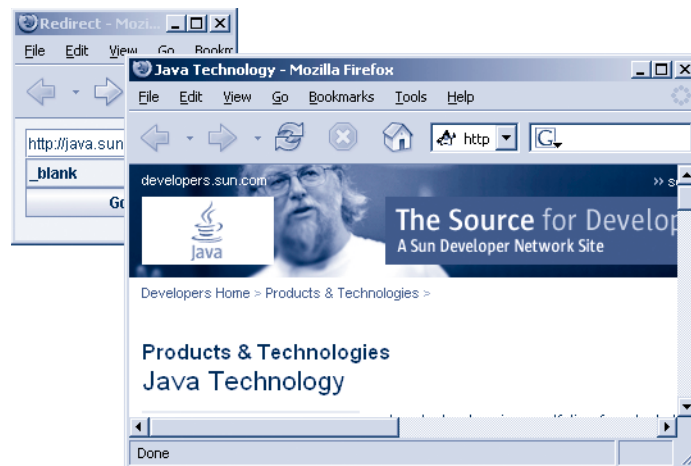 Redirect - Mozi...
File Edit View Go
http://java.sun
_blank
Java Technology - Mozilla Firefox
File Edit View Go Bookmarks Tools Help
http
G
developers.sun.com
Java
The Source for Develop
A Sun Developer Network Site
Developers Home > Products & Technologies >
Products & Technologies
Java Technology
Done